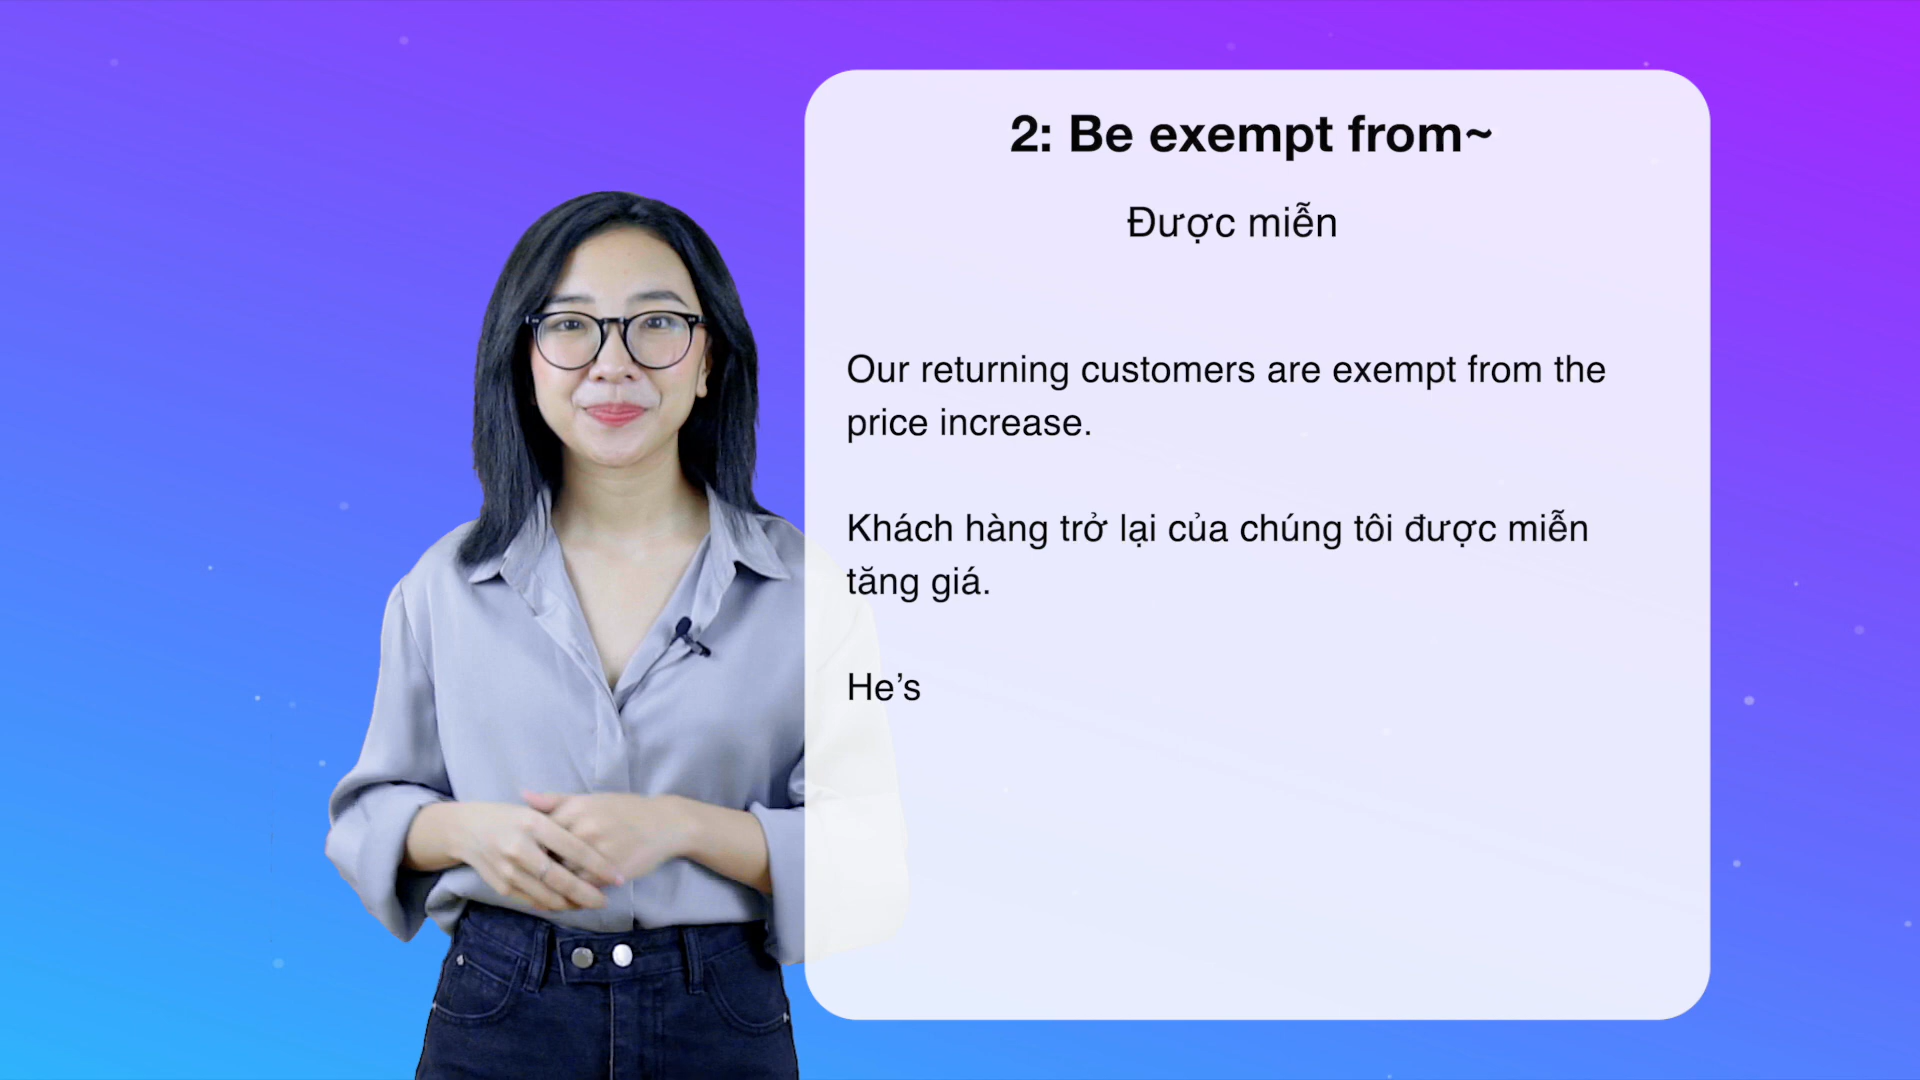 2: Be exempt from~
Được miễn
Our returning customers are exempt from the
price increase.
Khách hàng trở lại của chúng tôi được miễn
tăng giá.
He’s